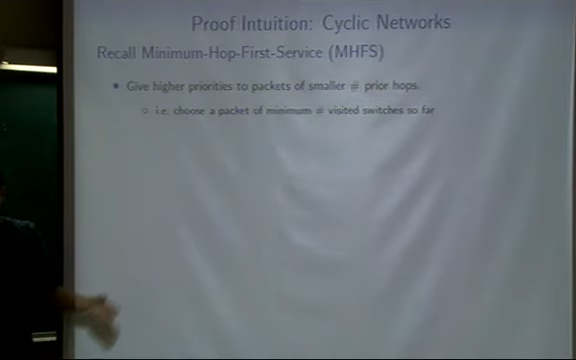 Proof Intuition: Cyclic Networks
Recall Minimum-Hop-First-Service (MHFS)
• Give higher priorities to packets of smaller # prior hops.
○ i.e. choose a packet of minimum # visited switches so far